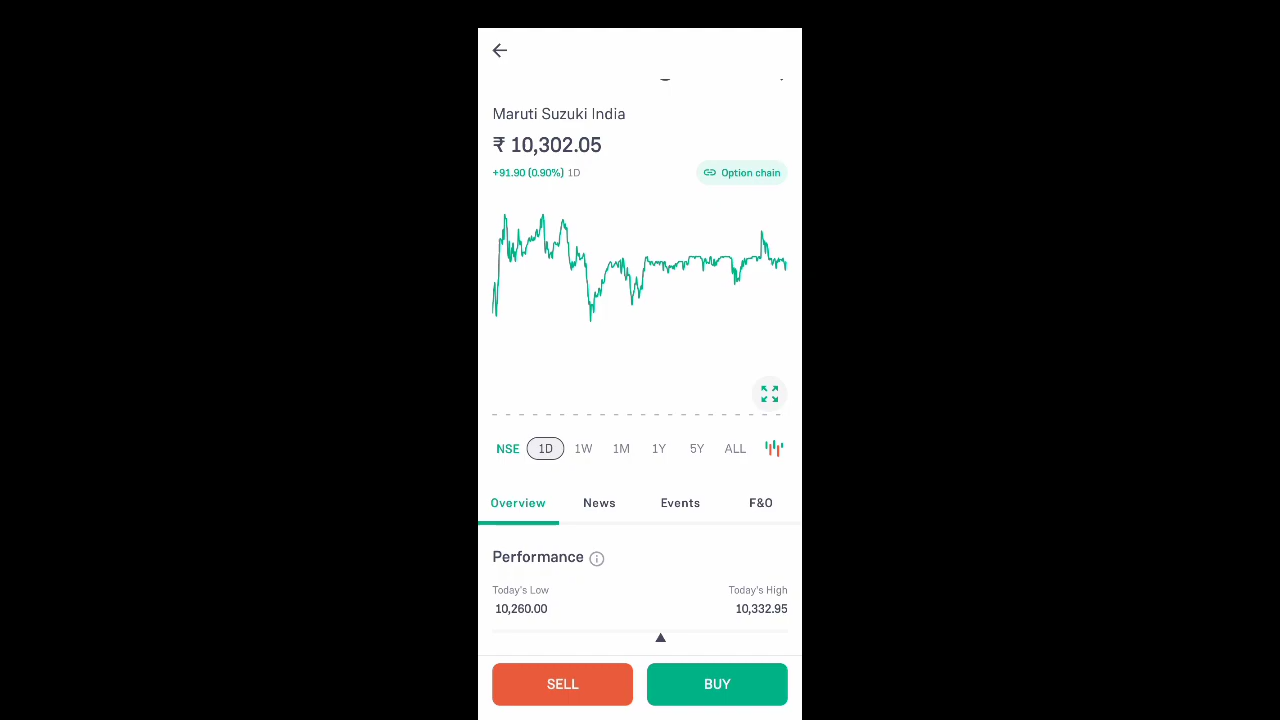 Maruti Suzuki India
₹ 10,302.05
+91.90 (0.90%) 1D
Option chain
NSE 1D 1W 1M 1Y 5Y ALL
Overview News Events F&O
Performance
Today's Low Today's High
10,260.00 10,332.95
SELL BUY